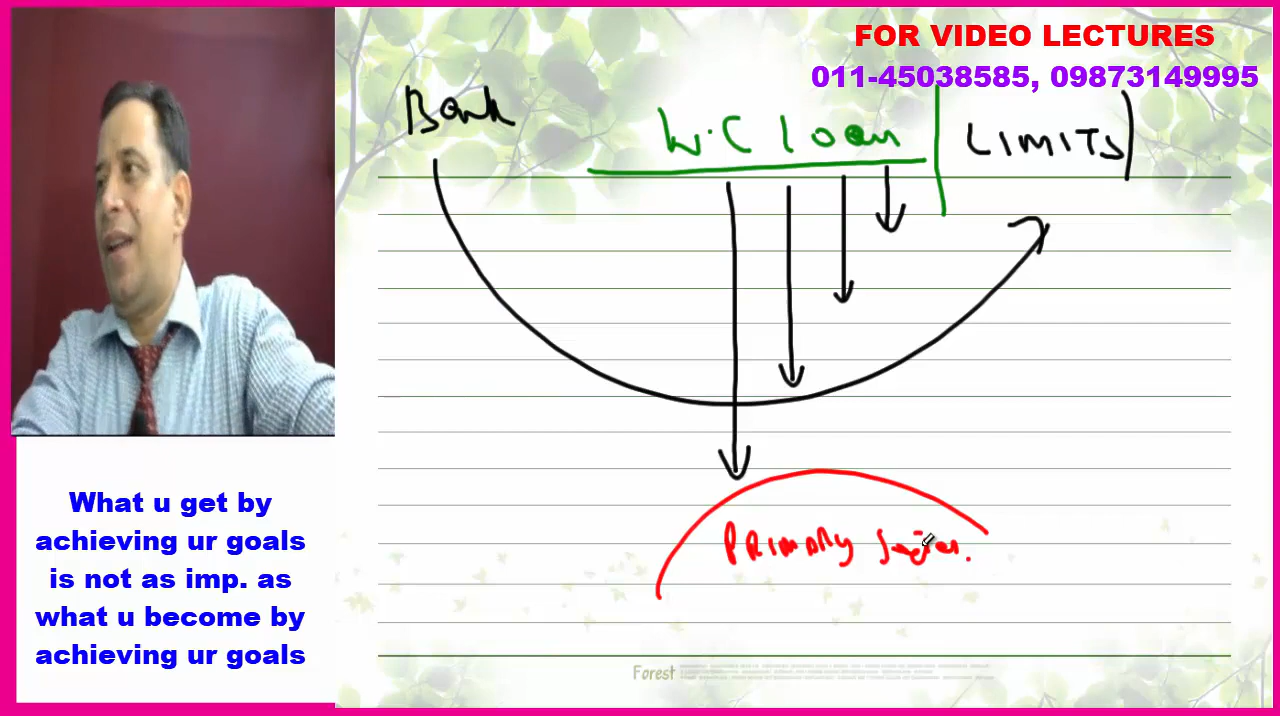 FOR VIDEO LECTURES
011-45038585, 09873149995
Bank
W.C loan
LIMITS
PRIMARY
What u get by
achieving ur goals
is not as imp. as
what u become by
achieving ur goals
Forest